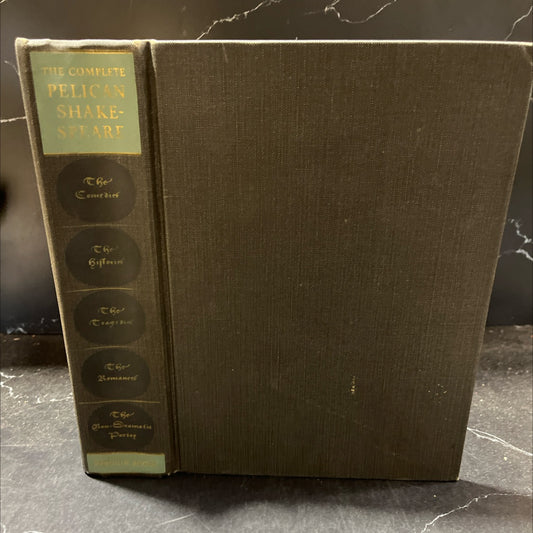 THE COMPLETE
PELICAN
SHAKE-
SPEARE
The
Comedies
The
Histories
The
Tragedies
The
Romances
The
Non-Dramatic
Poetry